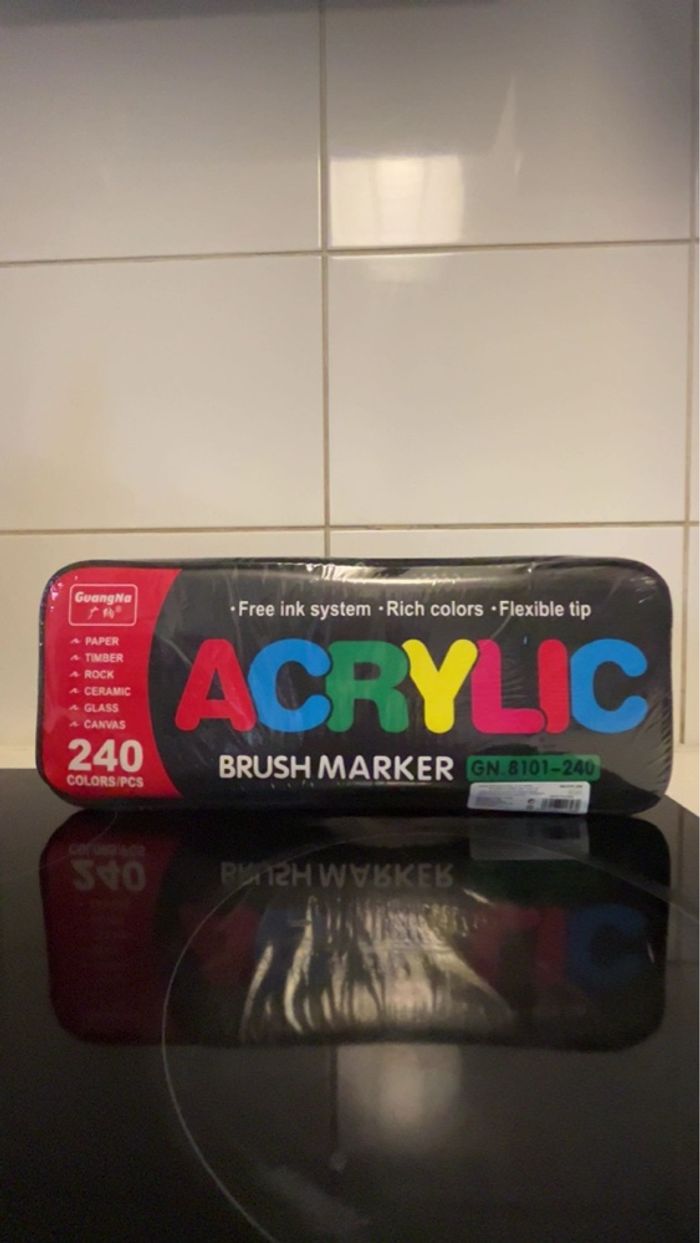 GuangNa
广纳®
PAPER
TIMBER
ROCK
CERAMIC
GLASS
CANVAS
240
COLORS/PCS
•Free ink system •Rich colors •Flexible tip
ACRYLIC
BRUSH MARKER GN.8101-240